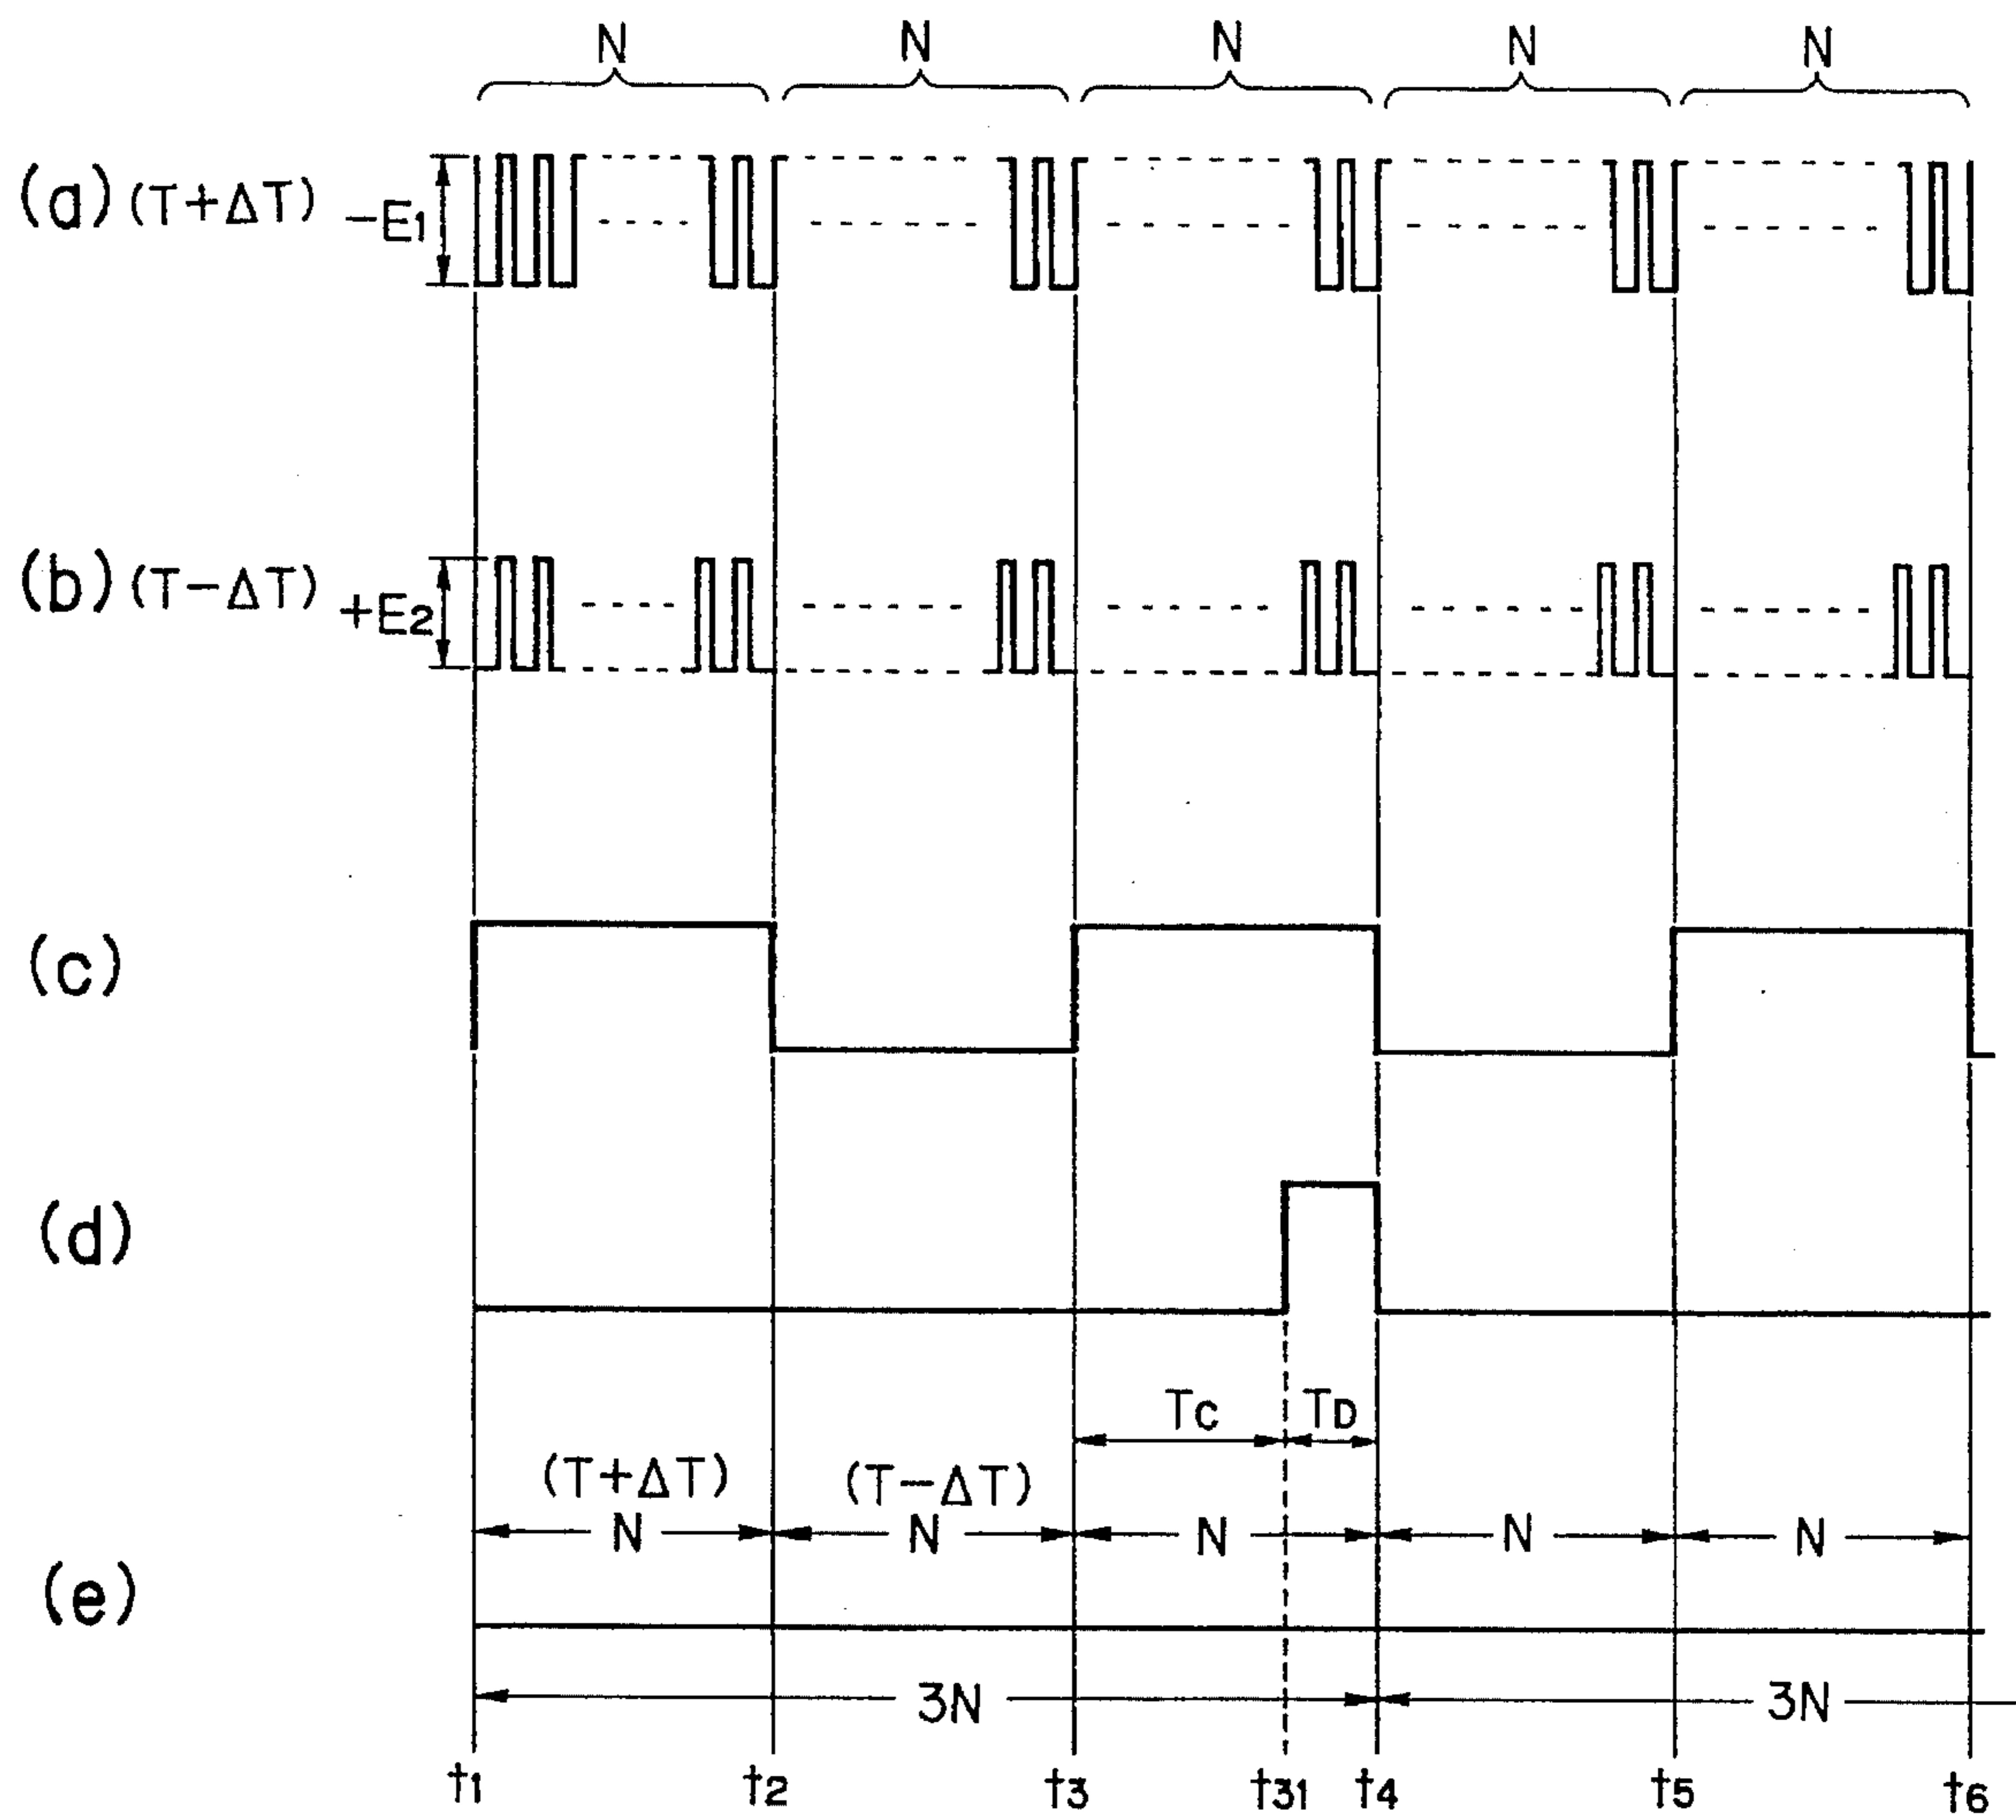 N N N N N
(a) (T+ΔT) -E1
(b) (T-ΔT) +E2
(c)
(d)
TC TD
(T+ΔT) (T-ΔT)
N N N N N
(e)
3N 3N
t1 t2 t3 t31 t4 t5 t6